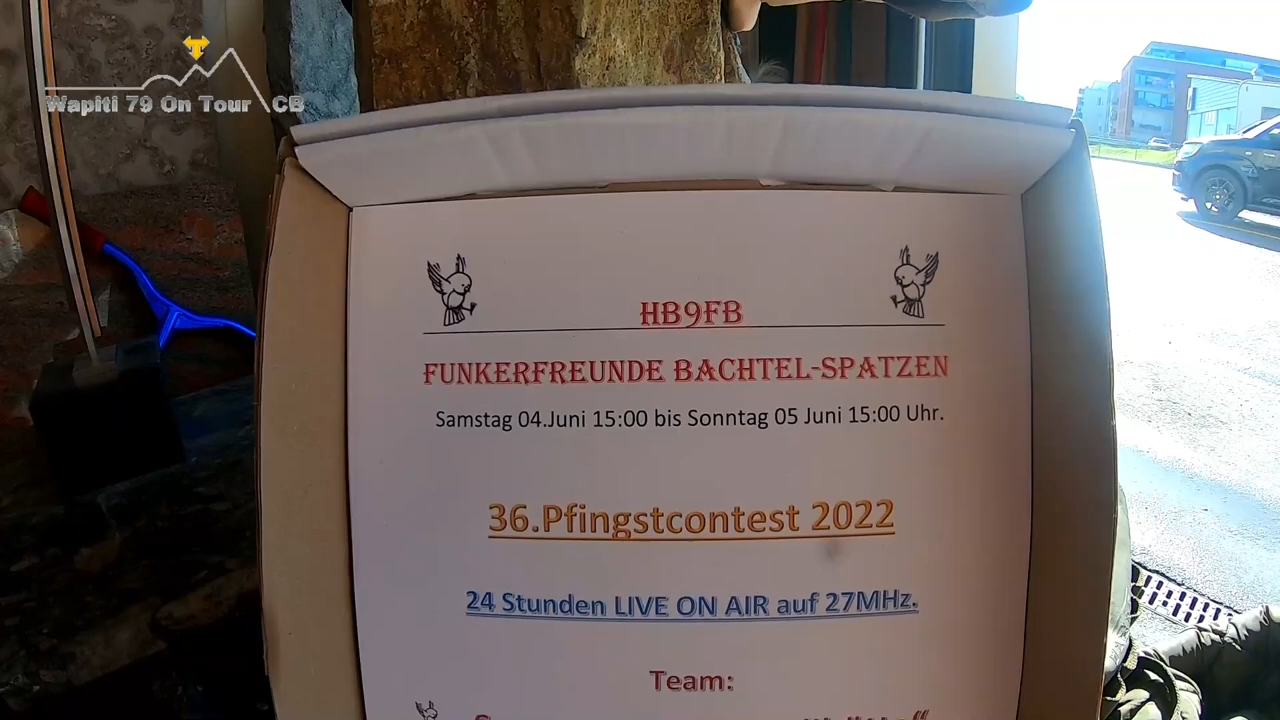 Wapiti 79 On Tour CB
HB9FB
FUNKERFREUNDE BACHTEL-SPATZEN
Samstag 04.Juni 15:00 bis Sonntag 05 Juni 15:00 Uhr.
36.Pfingstcontest 2022
24 Stunden LIVE ON AIR auf 27MHz.
Team: